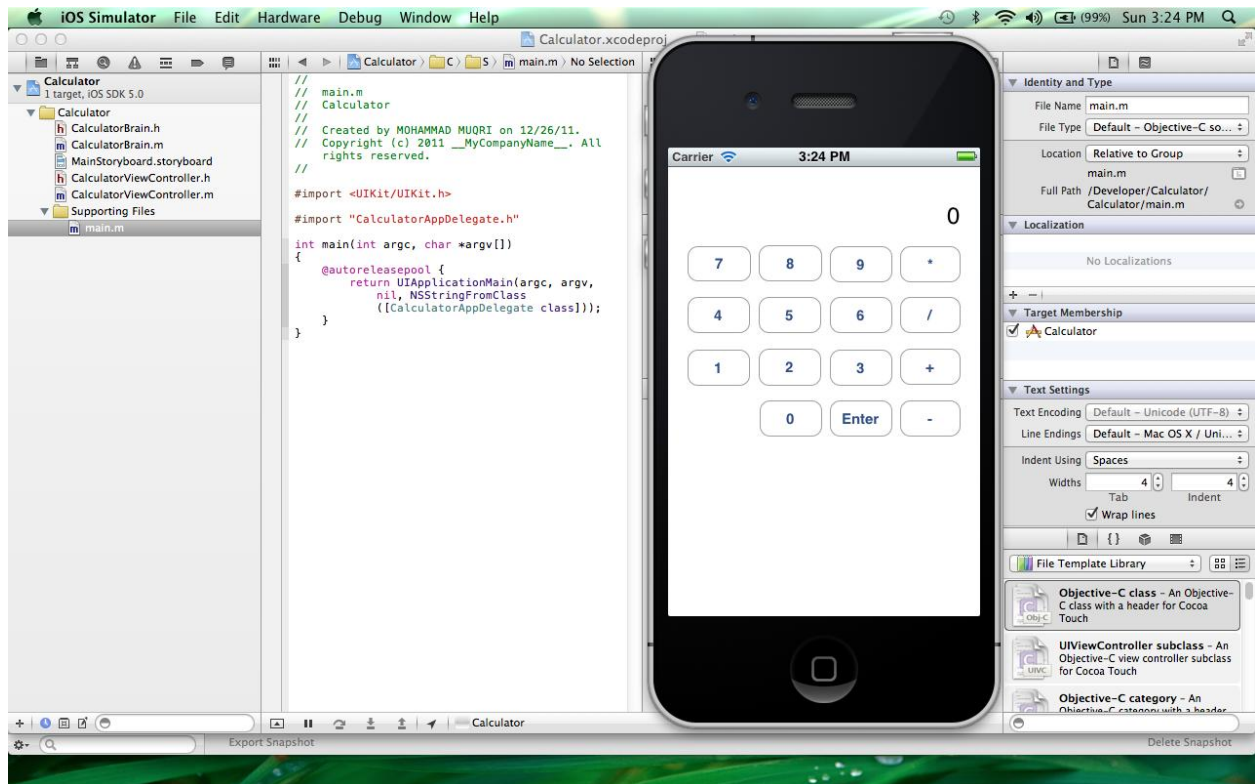 iOS Simulator File Edit Hardware Debug Window Help (99%) Sun 3:24 PM
Calculator.xcodeproj
Calculator C S main.m No Selection
Calculator
1 target, iOS SDK 5.0
Calculator
h CalculatorBrain.h
m CalculatorBrain.m
MainStoryboard.storyboard
h CalculatorViewController.h
m CalculatorViewController.m
Supporting Files
m main.m
//
// main.m
// Calculator
//
// Created by MOHAMMAD MUQRI on 12/26/11.
// Copyright (c) 2011 __MyCompanyName__. All
rights reserved.
//
#import <UIKit/UIKit.h>
#import "CalculatorAppDelegate.h"
int main(int argc, char *argv[])
{
@autoreleasepool {
return UIApplicationMain(argc, argv,
nil, NSStringFromClass
([CalculatorAppDelegate class]));
}
}
Carrier 3:24 PM
0
7 8 9 *
4 5 6 /
1 2 3 +
0 Enter -
Identity and Type
File Name main.m
File Type Default – Objective-C so...
Location Relative to Group
main.m
Full Path /Developer/Calculator/
Calculator/main.m
Localization
No Localizations
+ −
Target Membership
Calculator
Text Settings
Text Encoding Default – Unicode (UTF-8)
Line Endings Default – Mac OS X / Uni...
Indent Using Spaces
Widths 4 4
Tab Indent
Wrap lines
{}
File Template Library
Obj-C
Objective-C class – An Objective-
C class with a header for Cocoa
Touch
UIVC
UIViewController subclass – An
Objective-C view controller subclass
for Cocoa Touch
Objective-C category – An
Objective-C category with a header
Calculator
Export Snapshot Delete Snapshot